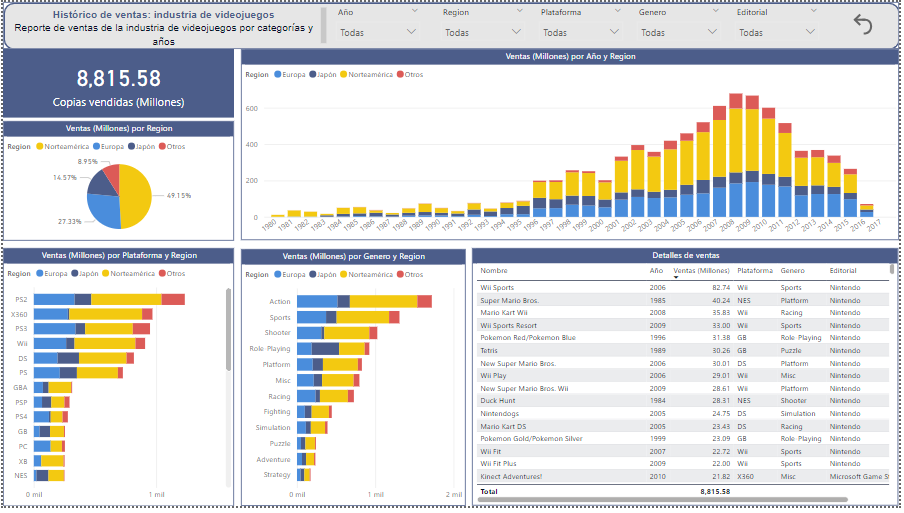 Histórico de ventas: industria de videojuegos
Reporte de ventas de la industria de videojuegos por categorías y
años
Año Region Plataforma Genero Editorial
Todas Todas Todas Todas Todas
8,815.58
Copias vendidas (Millones)
Ventas (Millones) por Region
Region Norteamérica Europa Japón Otros
8.95%
14.57%
49.15%
27.33%
Ventas (Millones) por Año y Region
Region Europa Japón Norteamérica Otros
600
400
200
0
1980 1981 1982 1983 1984 1985 1986 1987 1988 1989 1990 1991 1992 1993 1994 1995 1996 1997 1998 1999 2000 2001 2002 2003 2004 2005 2006 2007 2008 2009 2010 2011 2012 2013 2014 2015 2016 2017
Ventas (Millones) por Plataforma y Region
Region Europa Japón Norteamérica Otros
PS2
X360
PS3
Wii
DS
PS
GBA
PSP
PS4
GB
PC
XB
NES
0 mil 1 mil
Ventas (Millones) por Genero y Region
Region Europa Japón Norteamérica Otros
Action
Sports
Shooter
Role Playing
Platform
Misc
Racing
Fighting
Simulation
Puzzle
Adventure
Strategy
0 mil 1 mil 2 mil
Detalles de ventas
Nombre Año Ventas (Millones) Plataforma Genero Editorial
Wii Sports 2006 82.74 Wii Sports Nintendo
Super Mario Bros. 1985 40.24 NES Platform Nintendo
Mario Kart Wii 2008 35.83 Wii Racing Nintendo
Wii Sports Resort 2009 33.00 Wii Sports Nintendo
Pokemon Red/Pokemon Blue 1996 31.38 GB Role Playing Nintendo
Tetris 1989 30.26 GB Puzzle Nintendo
New Super Mario Bros. 2006 30.01 DS Platform Nintendo
Wii Play 2006 29.01 Wii Misc Nintendo
New Super Mario Bros. Wii 2009 28.61 Wii Platform Nintendo
Duck Hunt 1984 28.31 NES Shooter Nintendo
Nintendogs 2005 24.75 DS Simulation Nintendo
Mario Kart DS 2005 23.43 DS Racing Nintendo
Pokemon Gold/Pokemon Silver 1999 23.09 GB Role Playing Nintendo
Wii Fit 2007 22.72 Wii Sports Nintendo
Wii Fit Plus 2009 22.00 Wii Sports Nintendo
Kinect Adventures! 2010 21.82 X360 Misc Microsoft Game S
Total 8,815.58